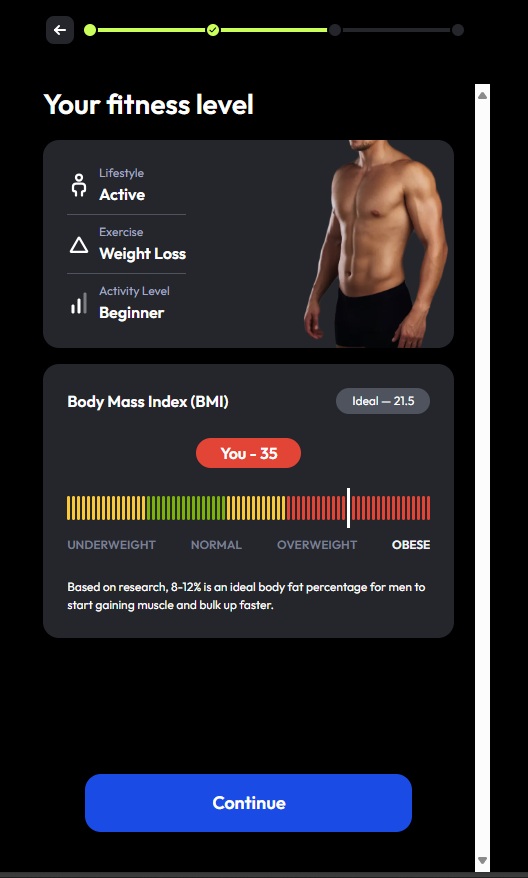 Your fitness level
Lifestyle
Active
Exercise
Weight Loss
Activity Level
Beginner
Body Mass Index (BMI)
Ideal — 21.5
You - 35
UNDERWEIGHT NORMAL OVERWEIGHT OBESE
Based on research, 8-12% is an ideal body fat percentage for men to
start gaining muscle and bulk up faster.
Continue